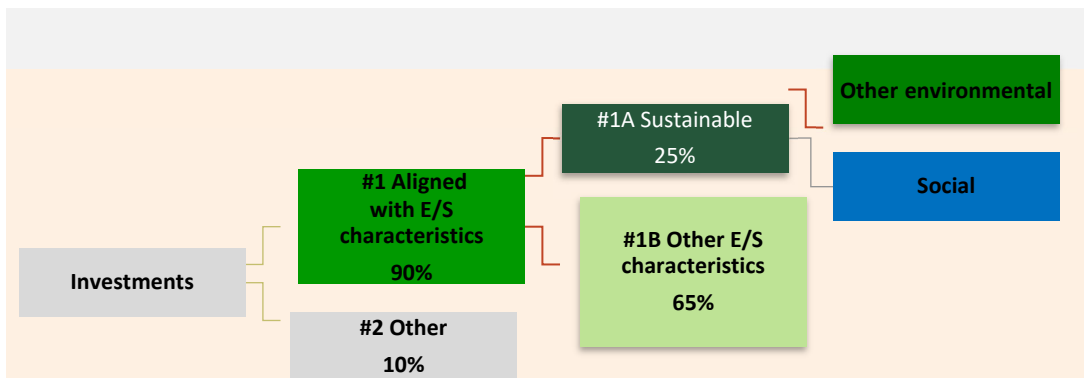 Investments
#1 Aligned
with E/S
characteristics
90%
#2 Other
10%
#1A Sustainable
25%
#1B Other E/S
characteristics
65%
Other environmental
Social